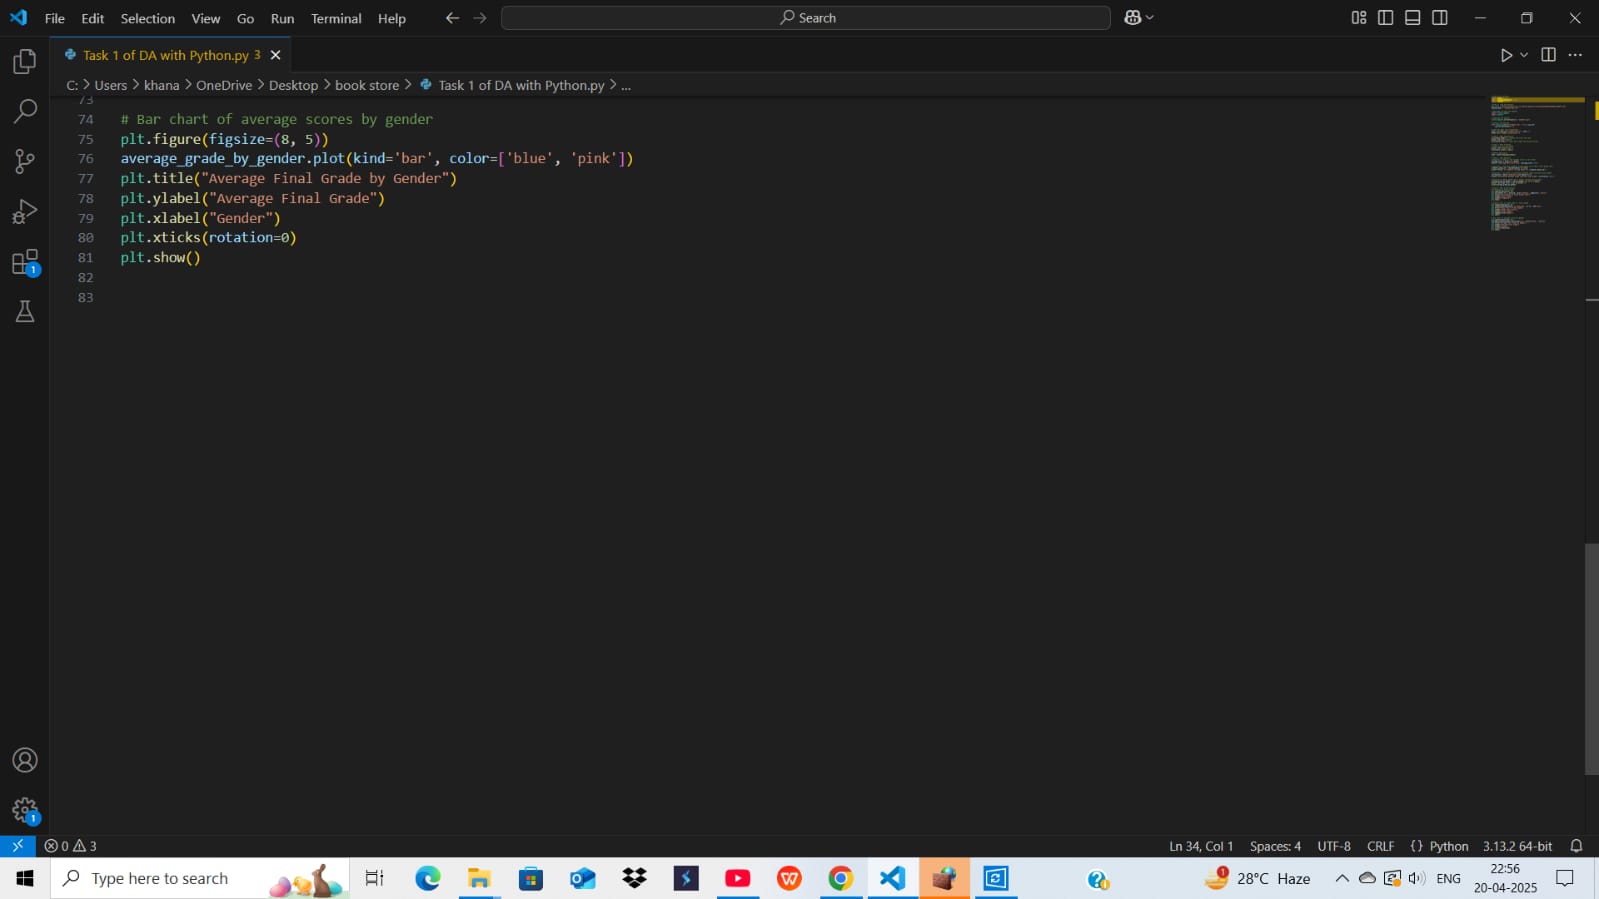 File Edit Selection View Go Run Terminal Help
Search
Task 1 of DA with Python.py 3
C: > Users > khana > OneDrive > Desktop > book store > Task 1 of DA with Python.py > ...
73
74 # Bar chart of average scores by gender
75 plt.figure(figsize=(8, 5))
76 average_grade_by_gender.plot(kind='bar', color=['blue', 'pink'])
77 plt.title("Average Final Grade by Gender")
78 plt.ylabel("Average Final Grade")
79 plt.xlabel("Gender")
80 plt.xticks(rotation=0)
81 plt.show()
82
83
1
1
0 3
Ln 34, Col 1 Spaces: 4 UTF-8 CRLF {} Python 3.13.2 64-bit
Type here to search
1 28°C Haze
ENG
22:56
20-04-2025